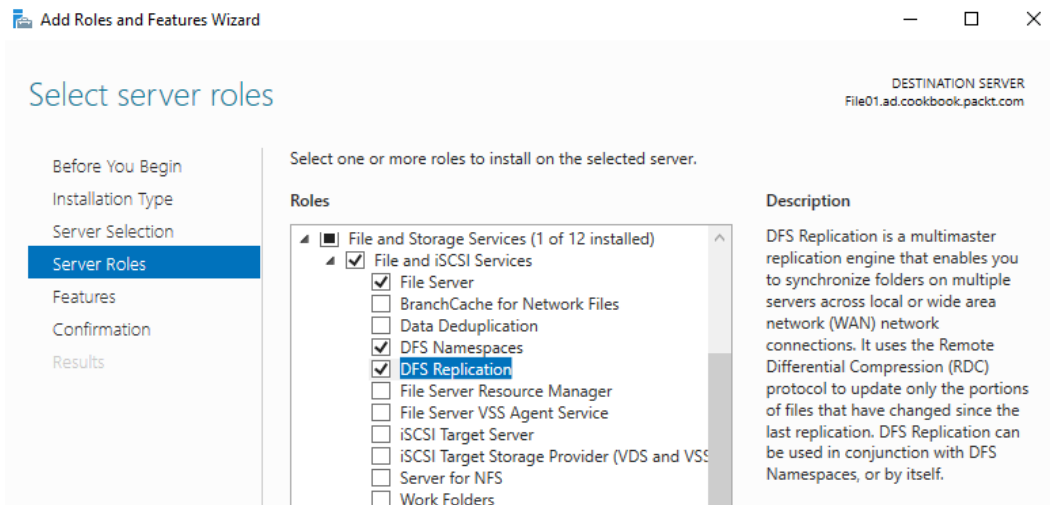 Add Roles and Features Wizard
Select server roles
DESTINATION SERVER
File01.ad.cookbook.packt.com
Before You Begin
Installation Type
Server Selection
Server Roles
Features
Confirmation
Results
Select one or more roles to install on the selected server.
Roles
File and Storage Services (1 of 12 installed)
File and iSCSI Services
File Server
BranchCache for Network Files
Data Deduplication
DFS Namespaces
DFS Replication
File Server Resource Manager
File Server VSS Agent Service
iSCSI Target Server
iSCSI Target Storage Provider (VDS and VSS
Server for NFS
Work Folders
Description
DFS Replication is a multimaster
replication engine that enables you
to synchronize folders on multiple
servers across local or wide area
network (WAN) network
connections. It uses the Remote
Differential Compression (RDC)
protocol to update only the portions
of files that have changed since the
last replication. DFS Replication can
be used in conjunction with DFS
Namespaces, or by itself.